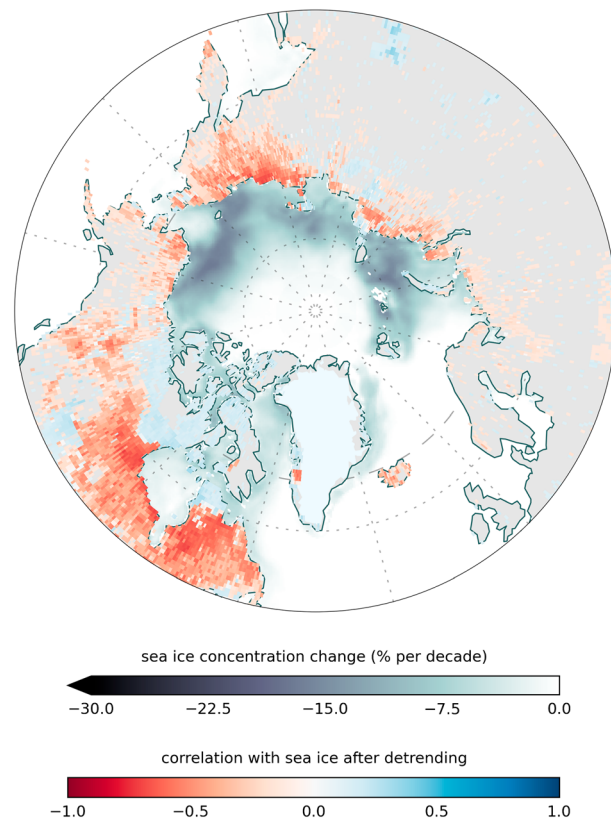 sea ice concentration change (% per decade)
−30.0 −22.5 −15.0 −7.5 0.0
correlation with sea ice after detrending
−1.0 −0.5 0.0 0.5 1.0